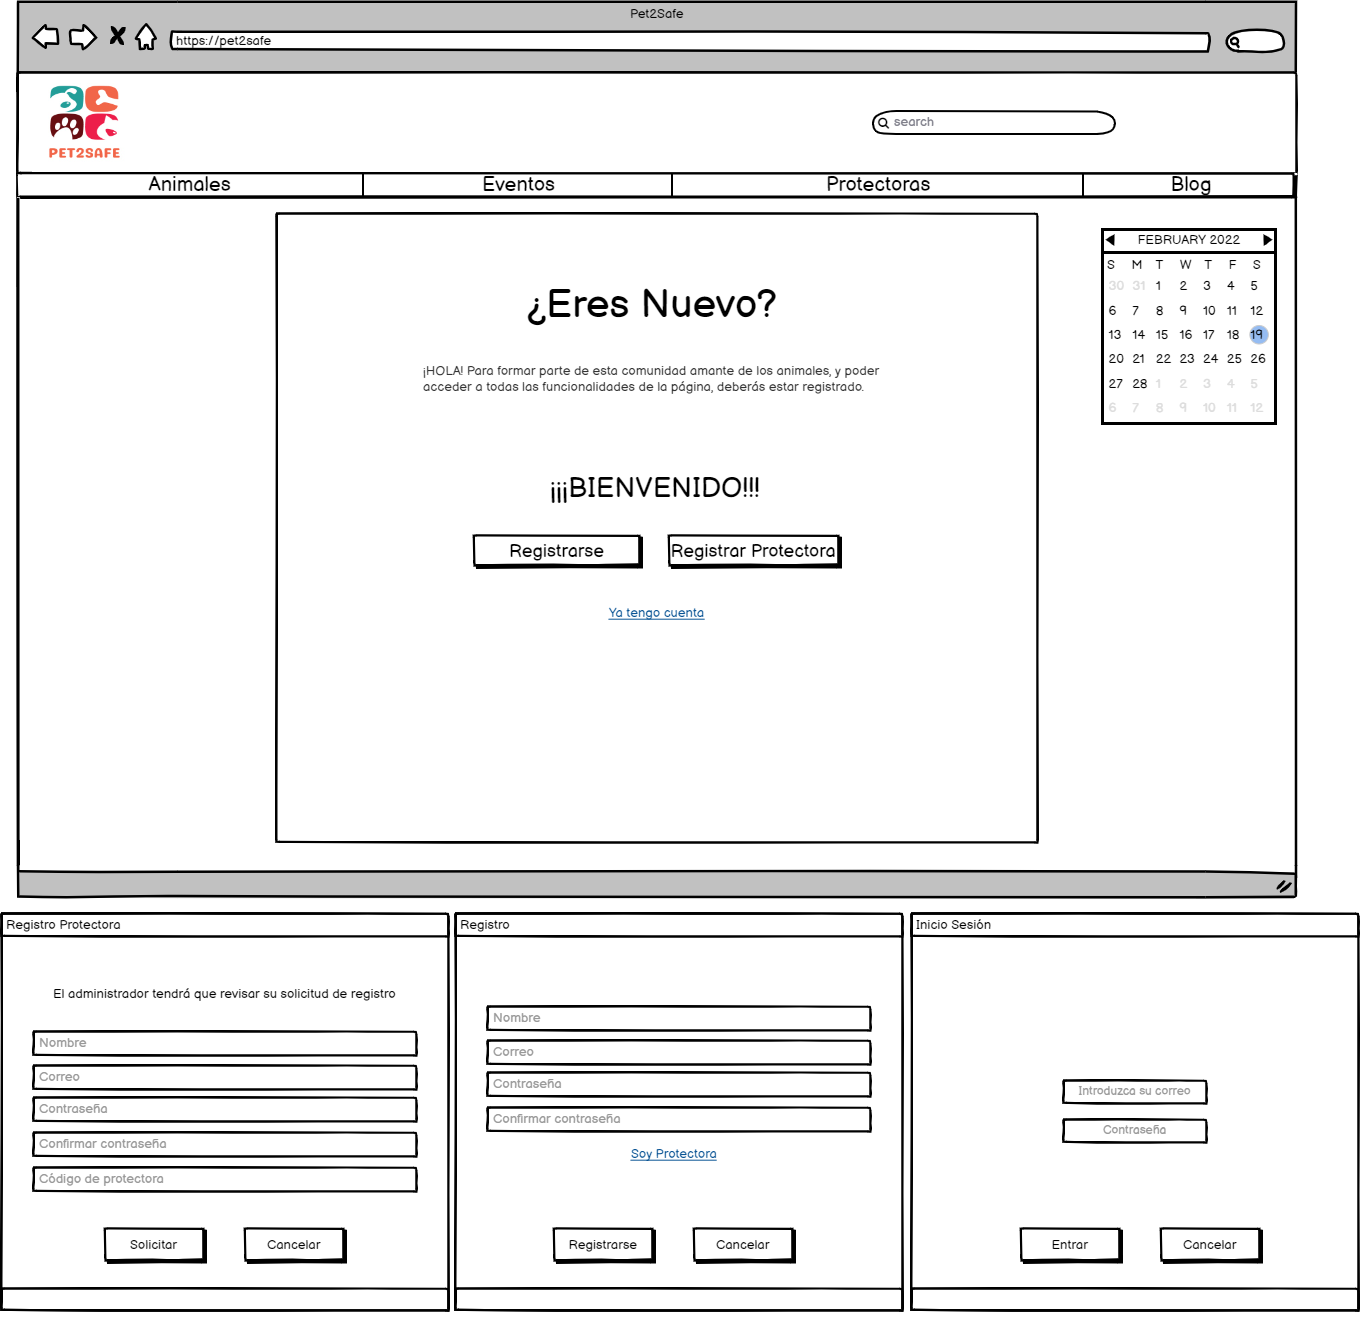 Pet2Safe
https://pet2safe
PET2SAFE
search
Animales Eventos Protectoras Blog
¿Eres Nuevo?
¡HOLA! Para formar parte de esta comunidad amante de los animales, y poder
acceder a todas las funcionalidades de la página, deberás estar registrado.
¡¡¡BIENVENIDO!!!
Registrarse Registrar Protectora
Ya tengo cuenta
FEBRUARY 2022
S M T W T F S
30 31 1 2 3 4 5
6 7 8 9 10 11 12
13 14 15 16 17 18 19
20 21 22 23 24 25 26
27 28 1 2 3 4 5
6 7 8 9 10 11 12
Registro Protectora
El administrador tendrá que revisar su solicitud de registro
Nombre
Correo
Contraseña
Confirmar contraseña
Código de protectora
Solicitar Cancelar
Registro
Nombre
Correo
Contraseña
Confirmar contraseña
Soy Protectora
Registrarse Cancelar
Inicio Sesión
Introduzca su correo
Contraseña
Entrar Cancelar